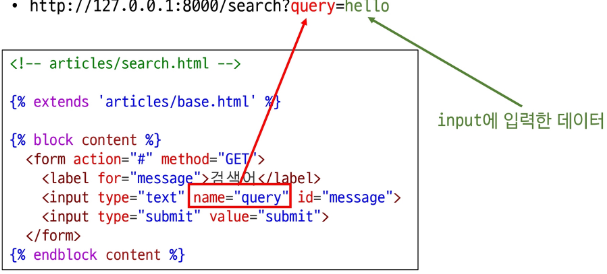 • http://127.0.0.1:8000/search?query=hello
<!-- articles/search.html -->
{% extends 'articles/base.html' %}
input에 입력한 데이터
{% block content %}
<form action="#" method="GET">
<label for="message">검색어</label>
<input type="text" name="query" id="message">
<input type="submit" value="submit">
</form>
{% endblock content %}